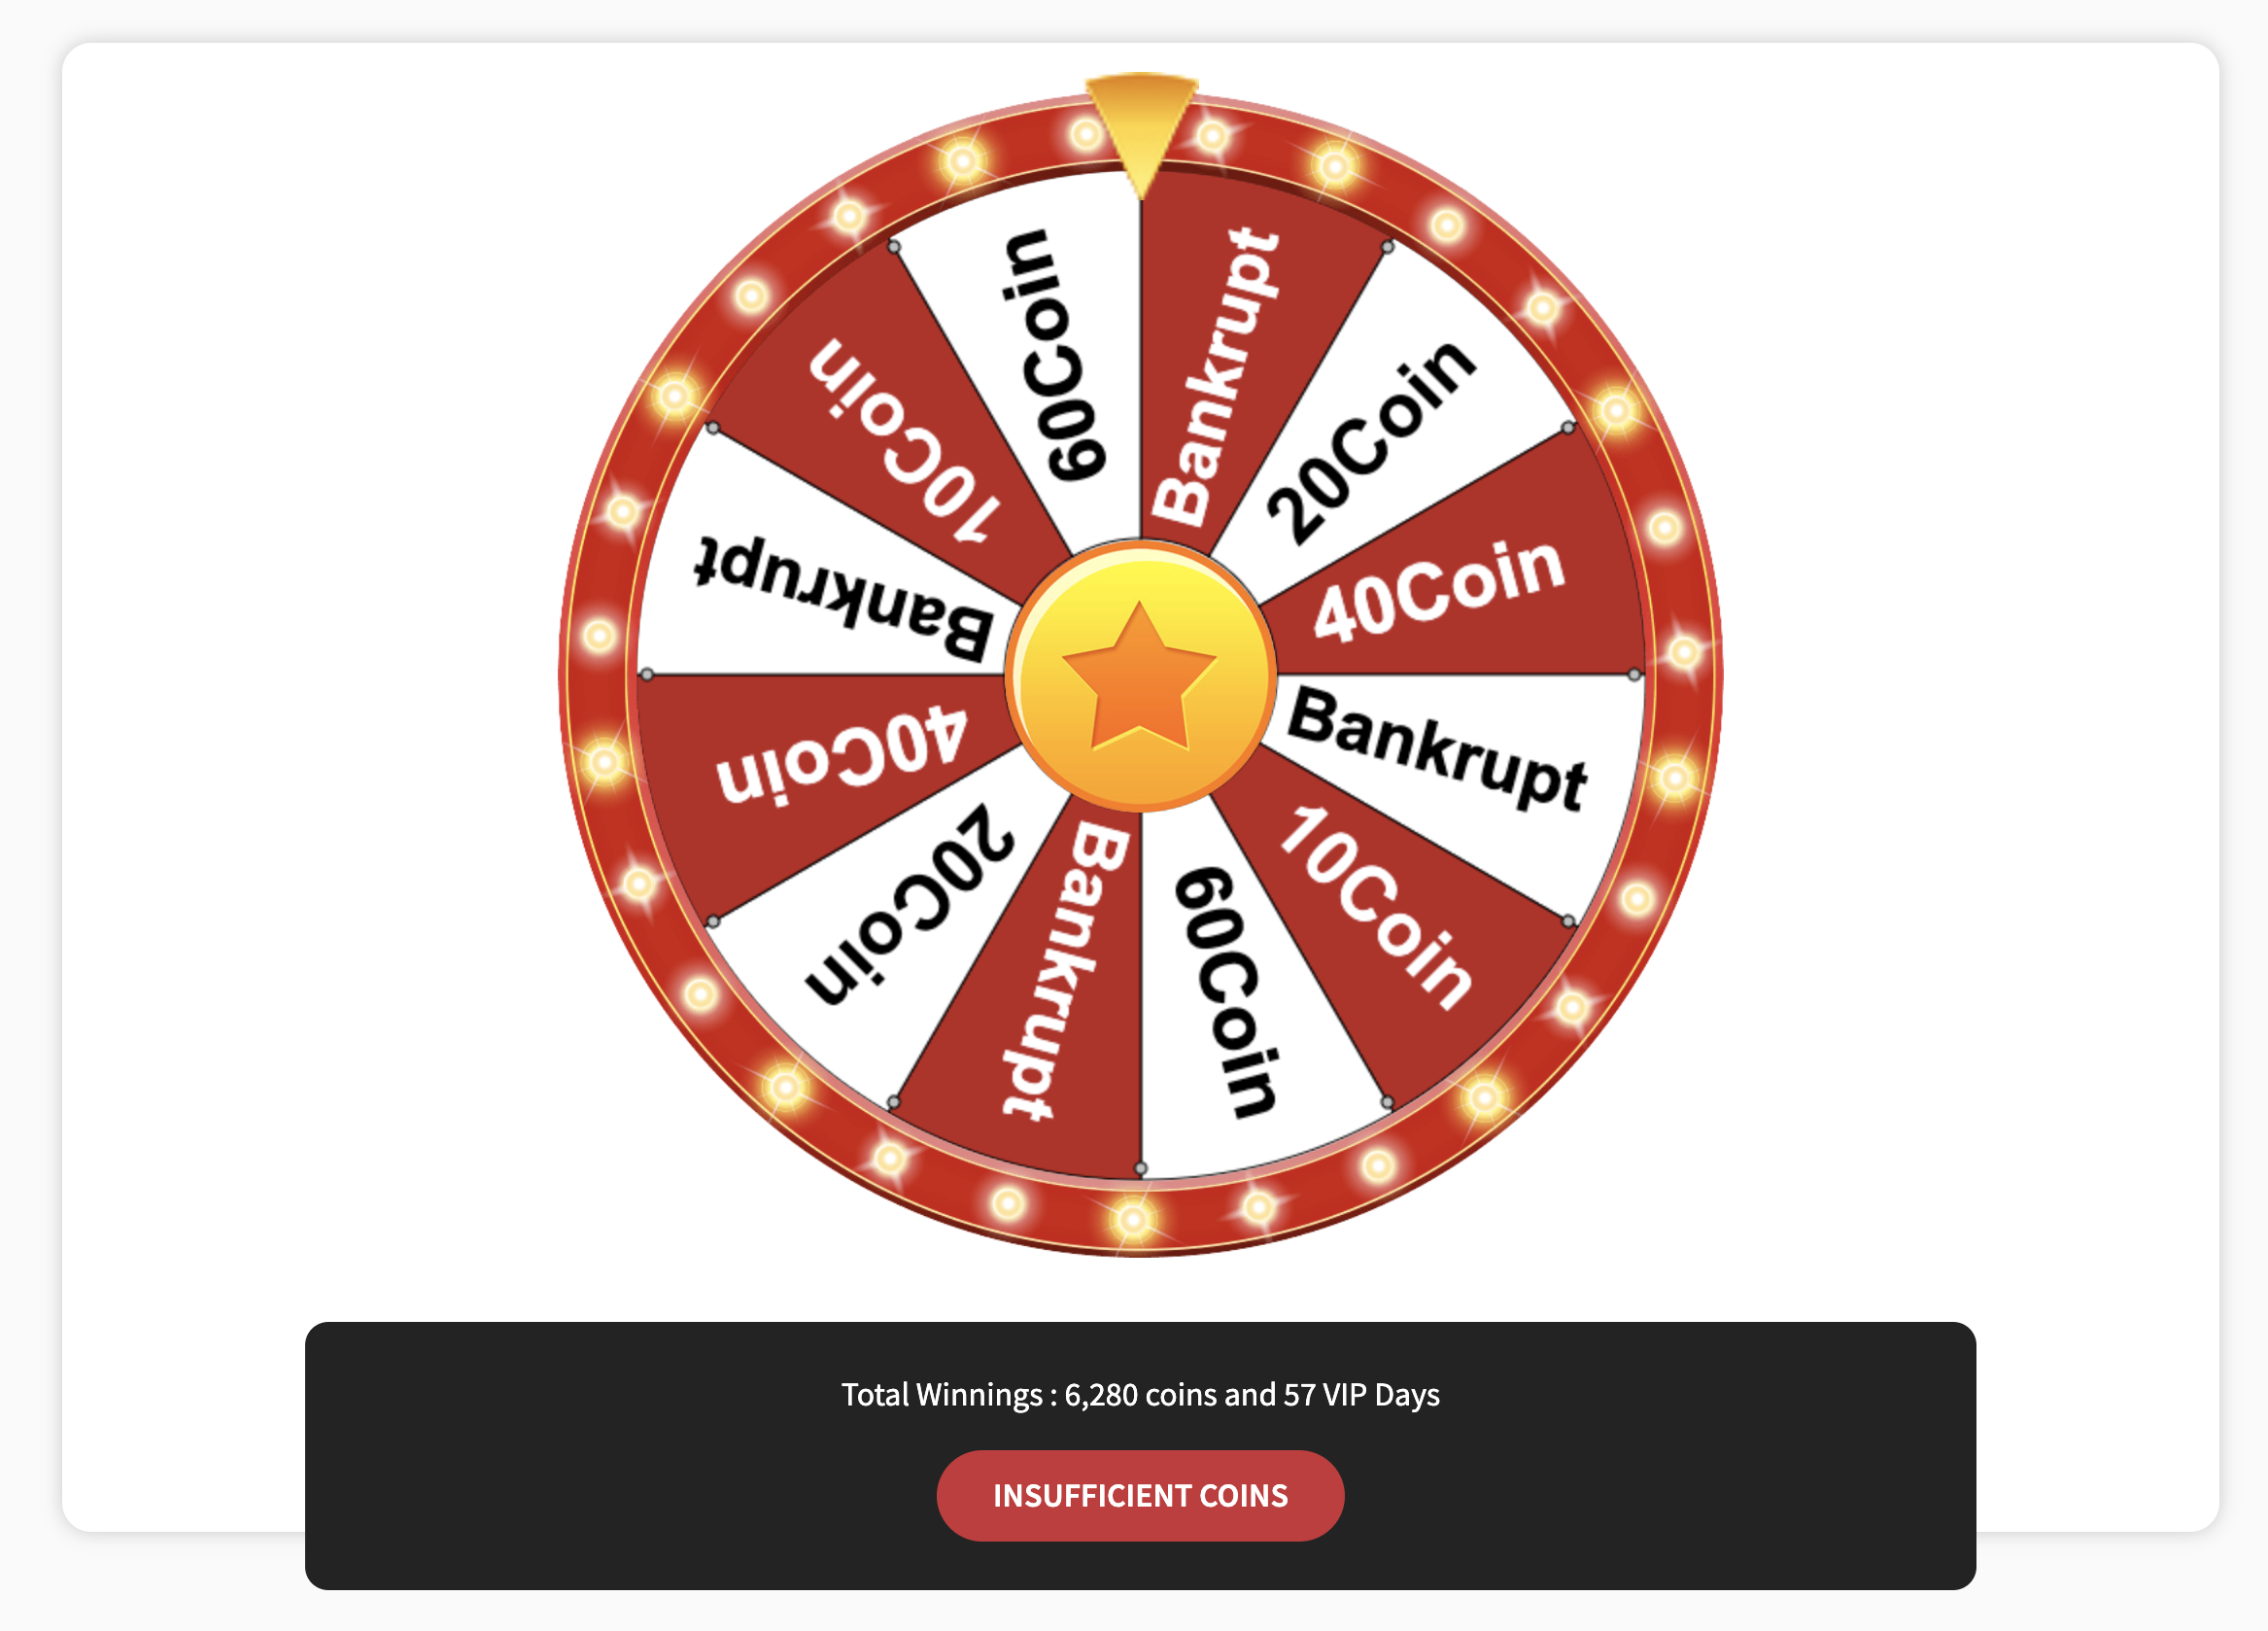 Bankrupt
20Coin
40Coin
Bankrupt
10Coin
60Coin
Bankrupt
20Coin
40Coin
Bankrupt
10Coin
60Coin
Total Winnings : 6,280 coins and 57 VIP Days
INSUFFICIENT COINS